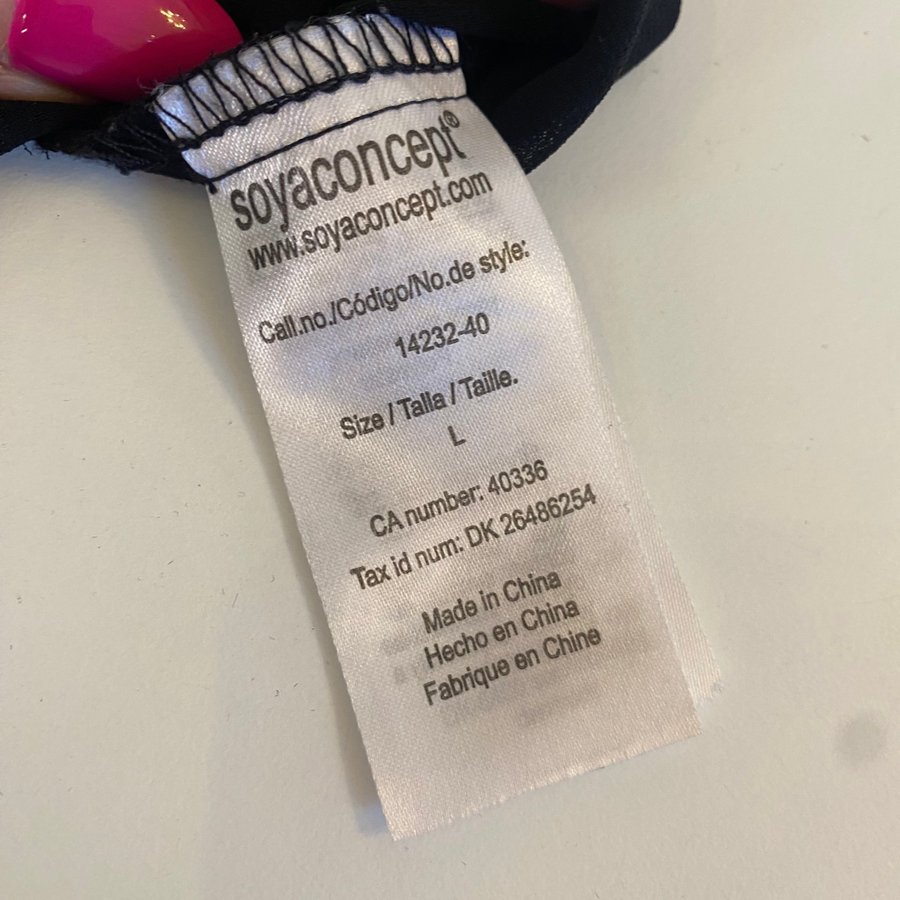 soyaconcept®
www.soyaconcept.com
Call.no./Código/No.de style:
14232-40
Size / Talla / Taille.
L
CA number: 40336
Tax id num: DK 26486254
Made in China
Hecho en China
Fabrique en Chine